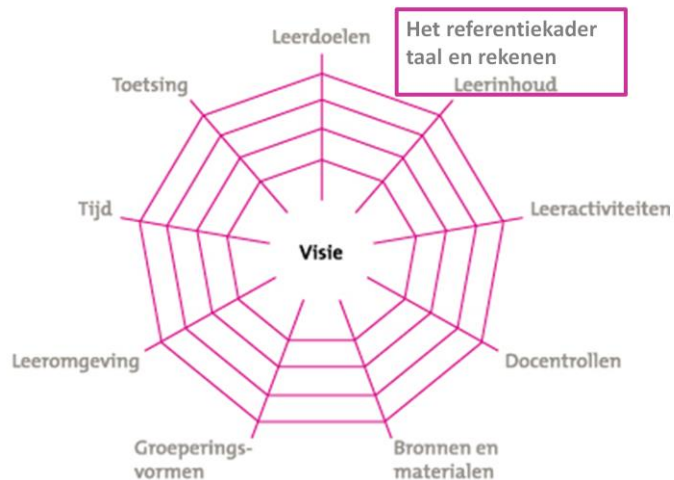 Leerdoelen
Het referentiekader
taal en rekenen
Leerinhoud
Toetsing
Tijd
Leeractiviteiten
Visie
Leeromgeving
Docentrollen
Groeperings-
vormen
Bronnen en
materialen